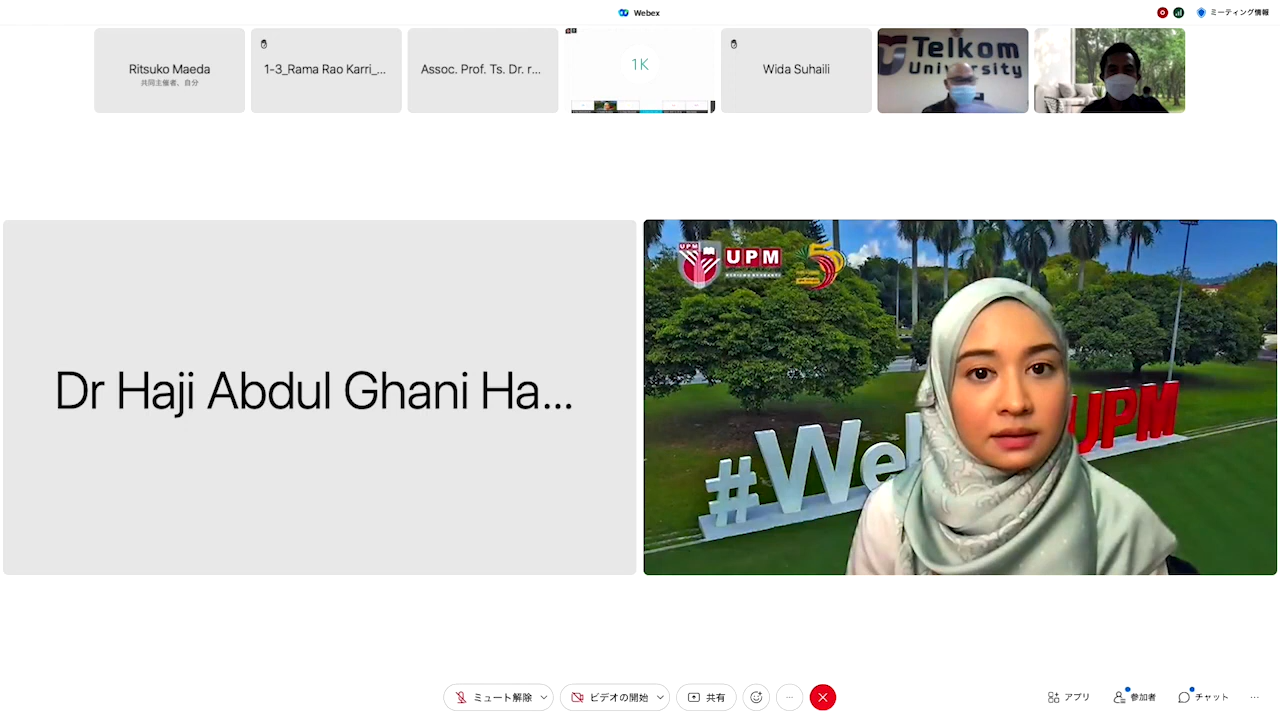 Webex
ミーティング情報
Ritsuko Maeda
共同主催者、自分
1-3_Rama Rao Karri_...
Assoc. Prof. Ts. Dr. r...
1K
Wida Suhaili
Telkom
University
Dr Haji Abdul Ghani Ha...
UPM
UPM
#Wel
UPM
ミュート解除
ビデオの開始
共有
アプリ
参加者
チャット